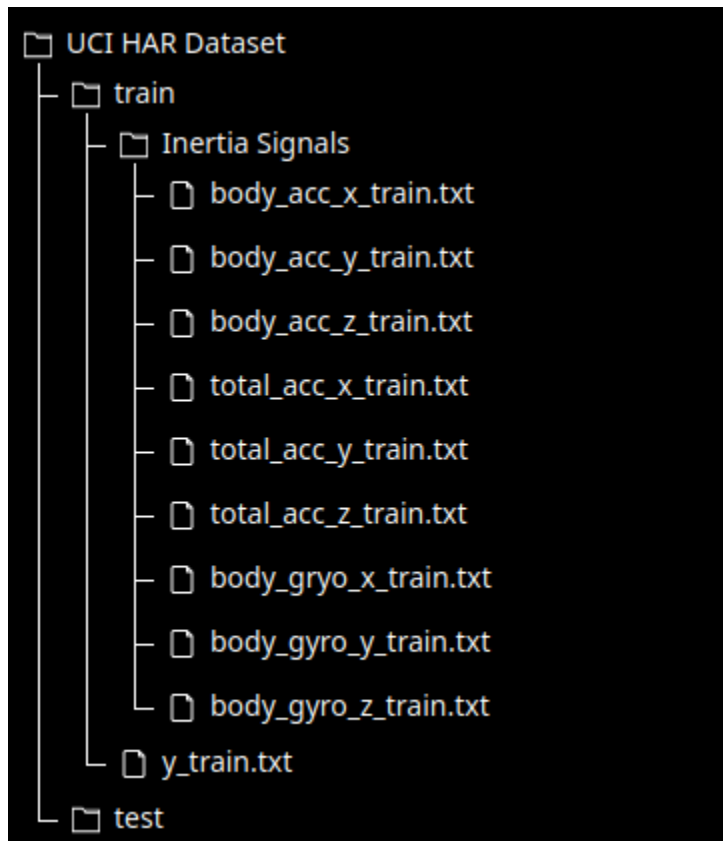 UCI HAR Dataset
train
Inertia Signals
body_acc_x_train.txt
body_acc_y_train.txt
body_acc_z_train.txt
total_acc_x_train.txt
total_acc_y_train.txt
total_acc_z_train.txt
body_gryo_x_train.txt
body_gyro_y_train.txt
body_gyro_z_train.txt
y_train.txt
test